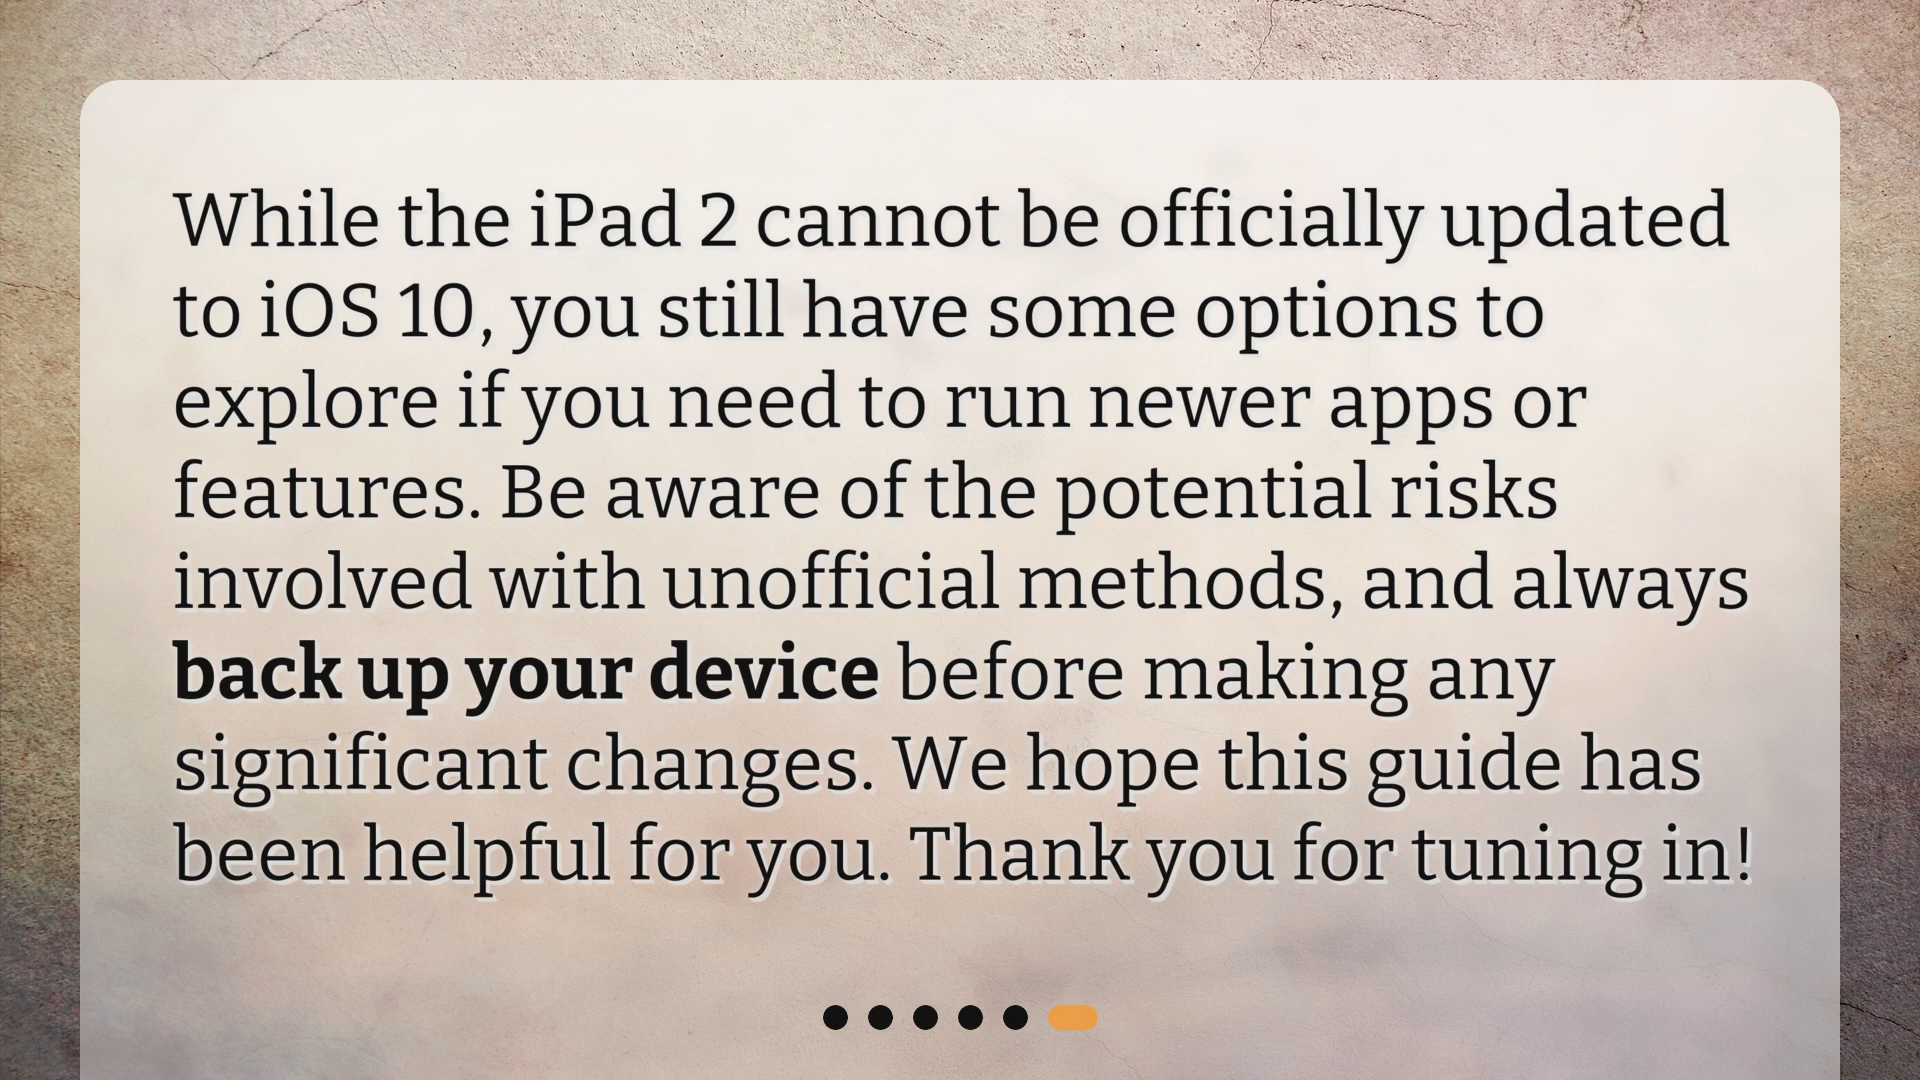 While the iPad 2 cannot be officially updated
to iOS 10, you still have some options to
explore if you need to run newer apps or
features. Be aware of the potential risks
involved with unofficial methods, and always
back up your device before making any
significant changes. We hope this guide has
been helpful for you. Thank you for tuning in!